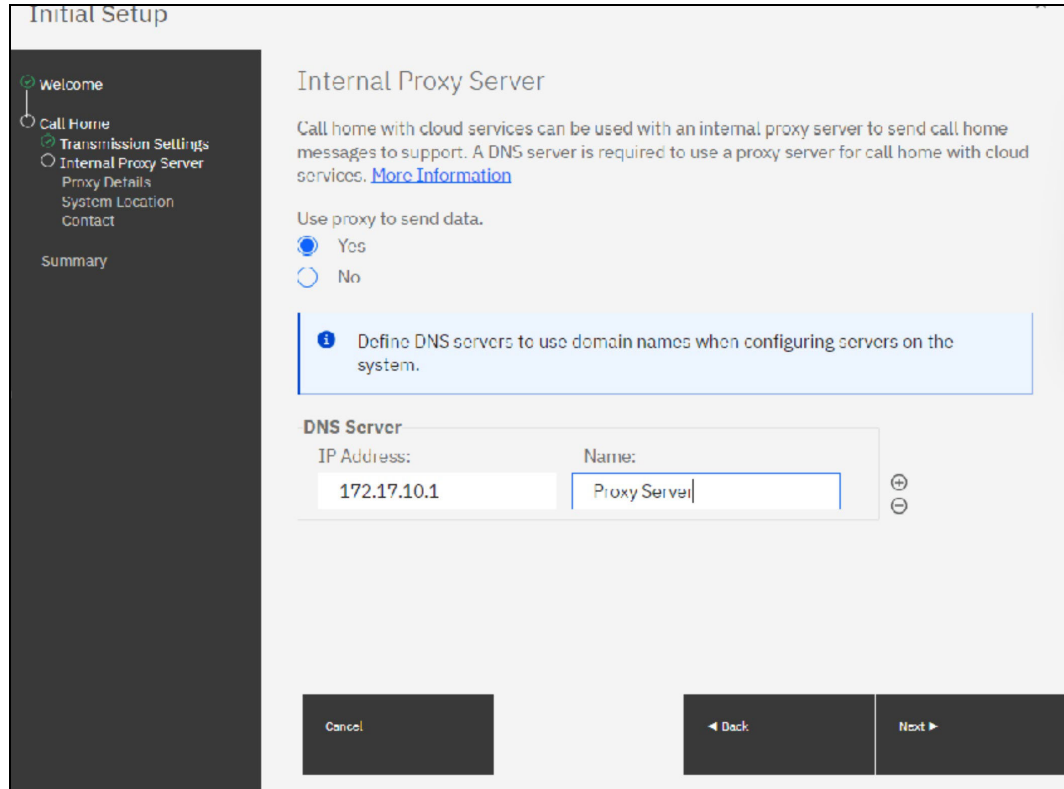 Initial Setup
Welcome
Call Home
Transmission Settings
Internal Proxy Server
Proxy Details
System Location
Contact
Summary
Internal Proxy Server
Call home with cloud services can be used with an internal proxy server to send call home
messages to support. A DNS server is required to use a proxy server for call home with cloud
services. More Information
Use proxy to send data.
Yes
No
Define DNS servers to use domain names when configuring servers on the
system.
DNS Server
IP Address: Name:
172.17.10.1 Proxy Server
Cancel
Back
Next